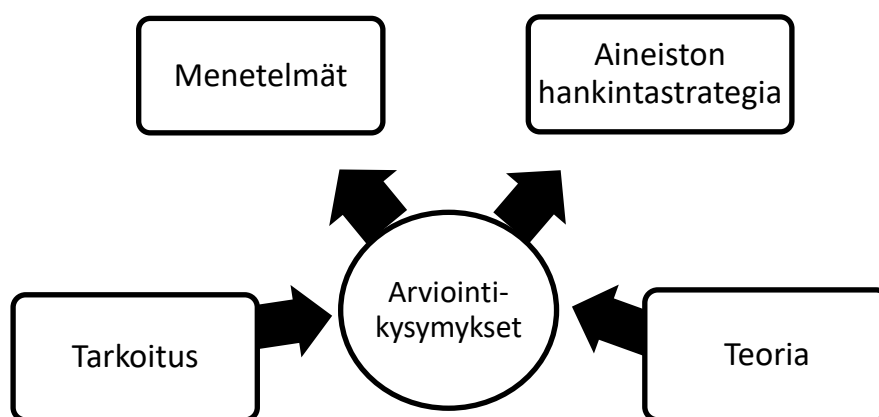 Menetelmät
Aineiston
hankintastrategia
Arviointi-
kysymykset
Tarkoitus
Teoria